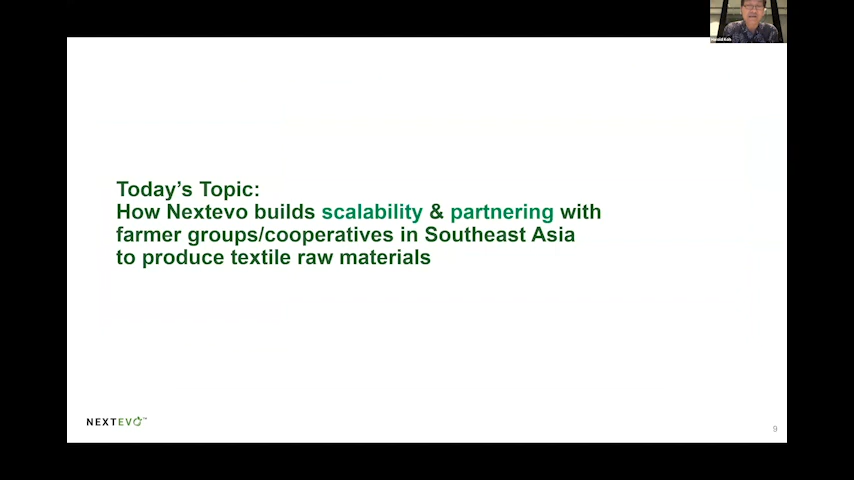 Today's Topic:
How Nextevo builds scalability & partnering with
farmer groups/cooperatives in Southeast Asia
to produce textile raw materials
NEXTEVO™
9